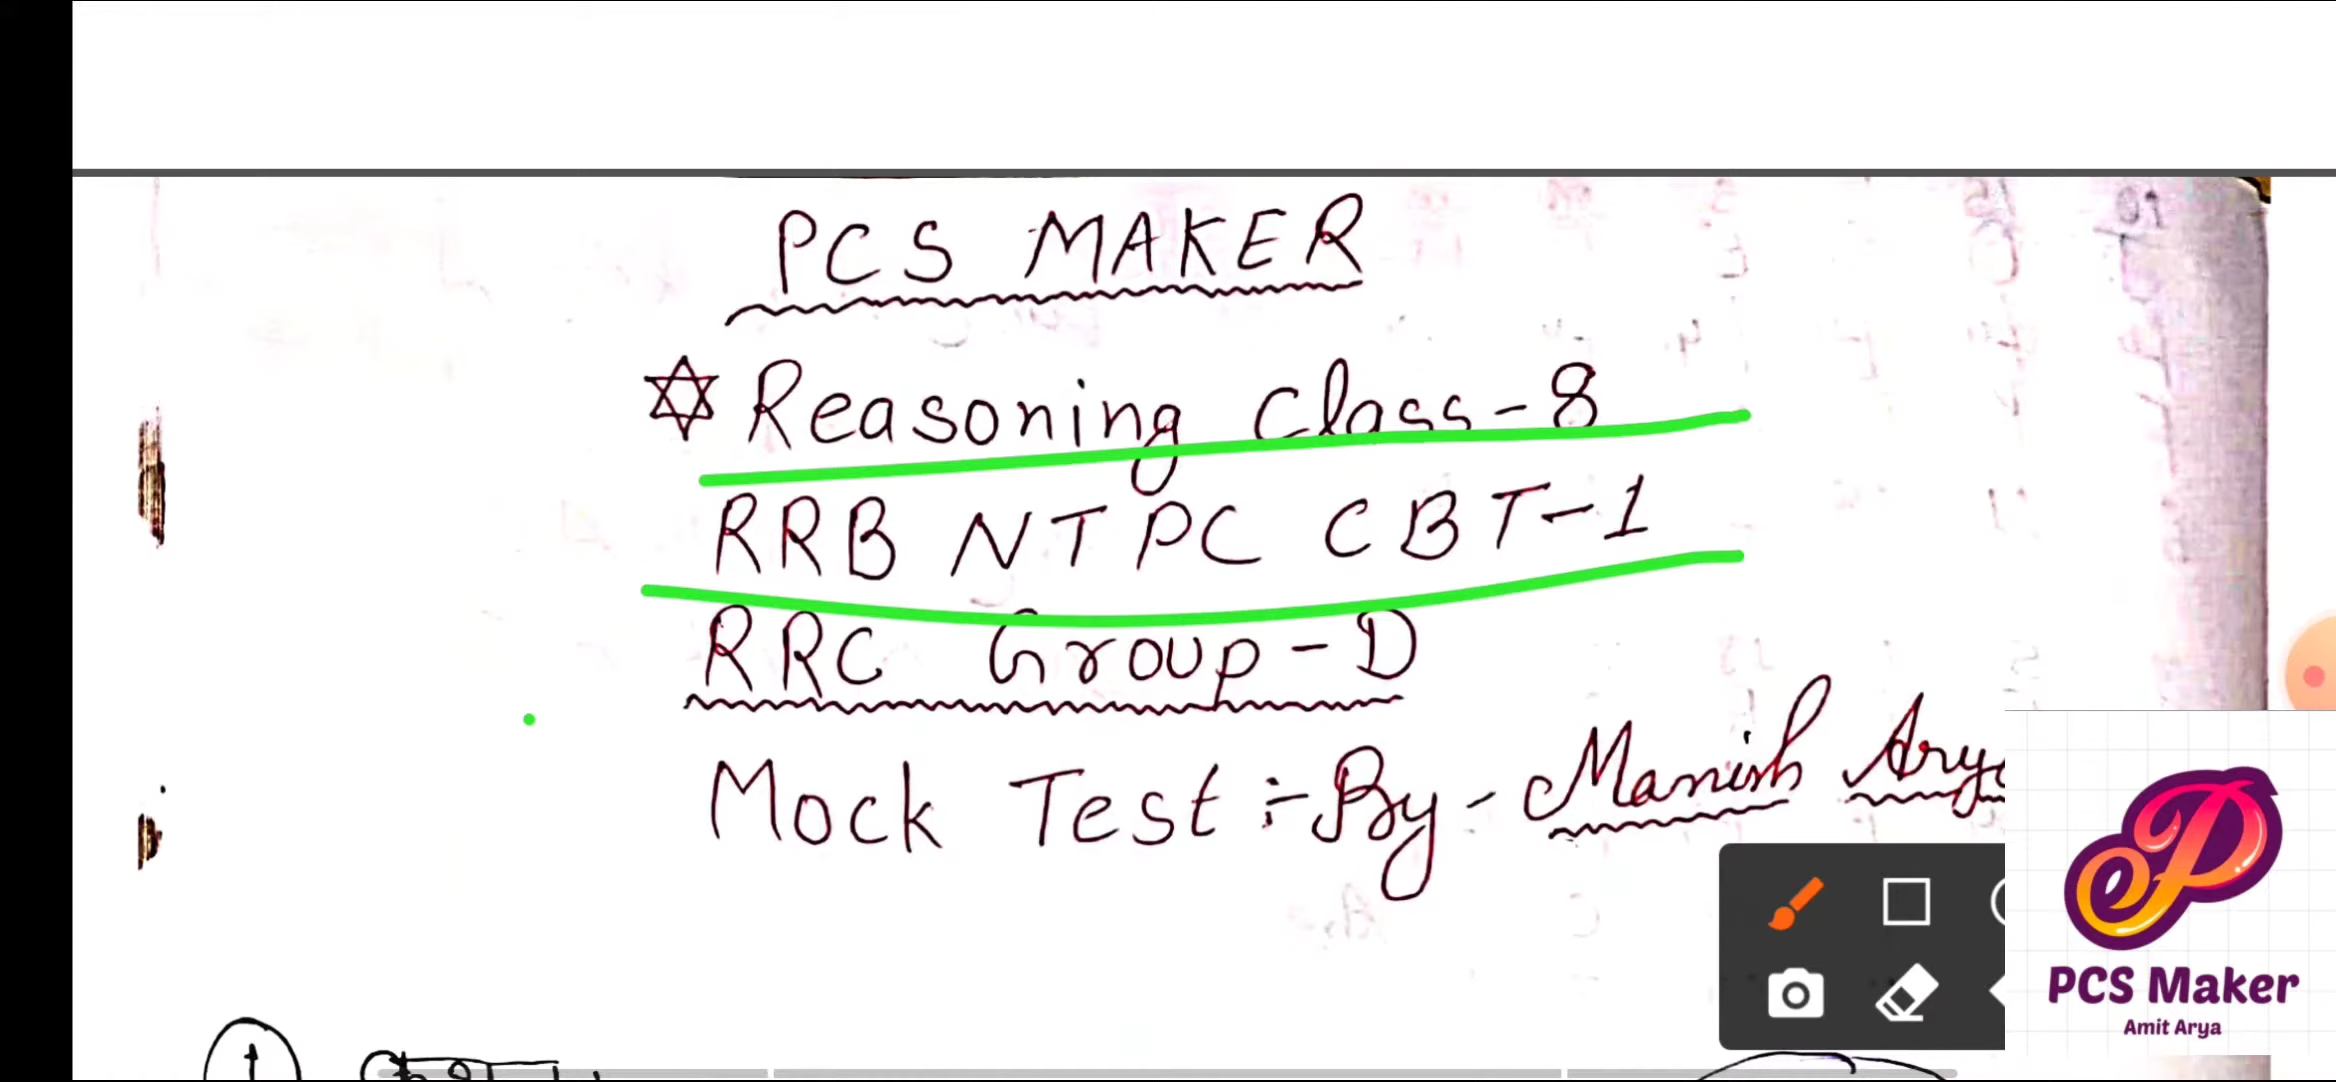 PCS MAKER
Reasoning Class-8
RRB NTPC CBT-1
RRC Group-D
Mock Test :- By - Manish Arya
PCS Maker
Amit Arya
1